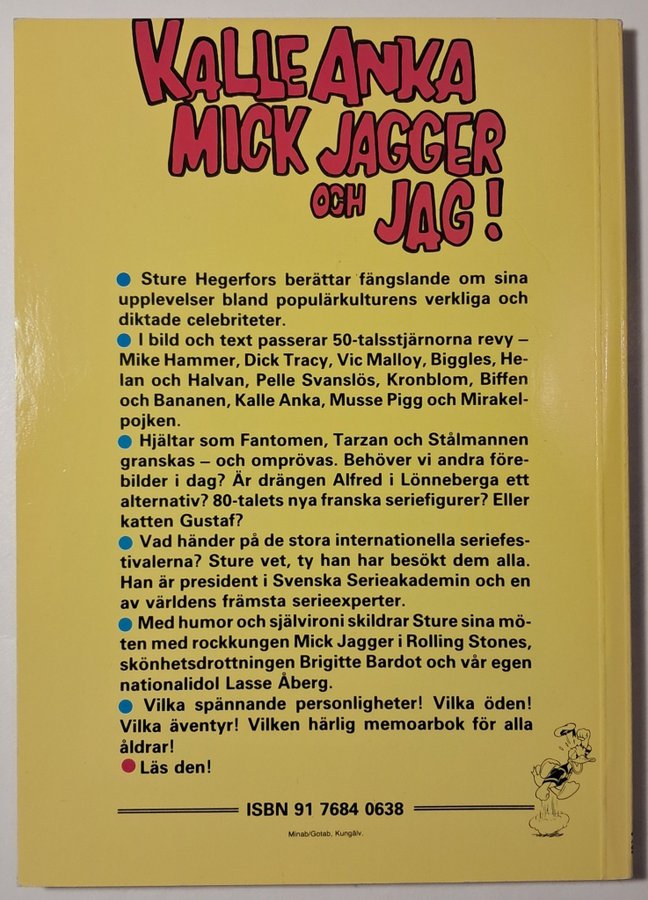 KALLE ANKA
MICK JAGGER
OCH JAG!
● Sture Hegerfors berättar fängslande om sina
upplevelser bland populärkulturens verkliga och
diktade celebriteter.
● I bild och text passerar 50-talsstjärnorna revy –
Mike Hammer, Dick Tracy, Vic Malloy, Biggles, He-
lan och Halvan, Pelle Svanslös, Kronblom, Biffen
och Bananen, Kalle Anka, Musse Pigg och Mirakel-
pojken.
● Hjältar som Fantomen, Tarzan och Stålmannen
granskas – och omprövas. Behöver vi andra före-
bilder i dag? Är drängen Alfred i Lönneberga ett
alternativ? 80-talets nya franska seriefigurer? Eller
katten Gustaf?
● Vad händer på de stora internationella seriefes-
tivalerna? Sture vet, ty han har besökt dem alla.
Han är president i Svenska Serieakademin och en
av världens främsta serieexperter.
● Med humor och självironi skildrar Sture sina mö-
ten med rockkungen Mick Jagger i Rolling Stones,
skönhetsdrottningen Brigitte Bardot och vår egen
nationalidol Lasse Åberg.
● Vilka spännande personligheter! Vilka öden!
Vilka äventyr! Vilken härlig memoarbok för alla
åldrar!
● Läs den!
ISBN 91 7684 0638
Minab/Gotab, Kungälv.